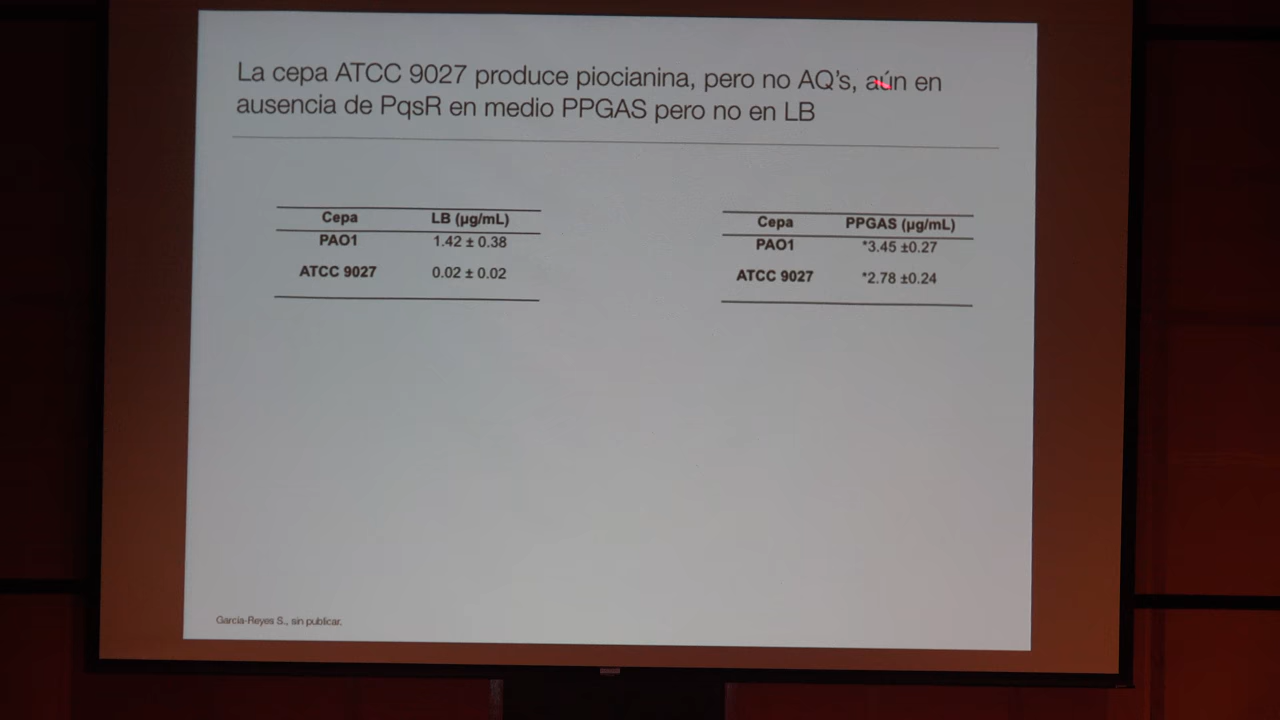 La cepa ATCC 9027 produce piocianina, pero no AQ's, aún en
ausencia de PqsR en medio PPGAS pero no en LB
Cepa LB (µg/mL)
PAO1 1.42 ± 0.38
ATCC 9027 0.02 ± 0.02
Cepa PPGAS (µg/mL)
PAO1 *3.45 ±0.27
ATCC 9027 *2.78 ±0.24
García-Reyes S., sin publicar.